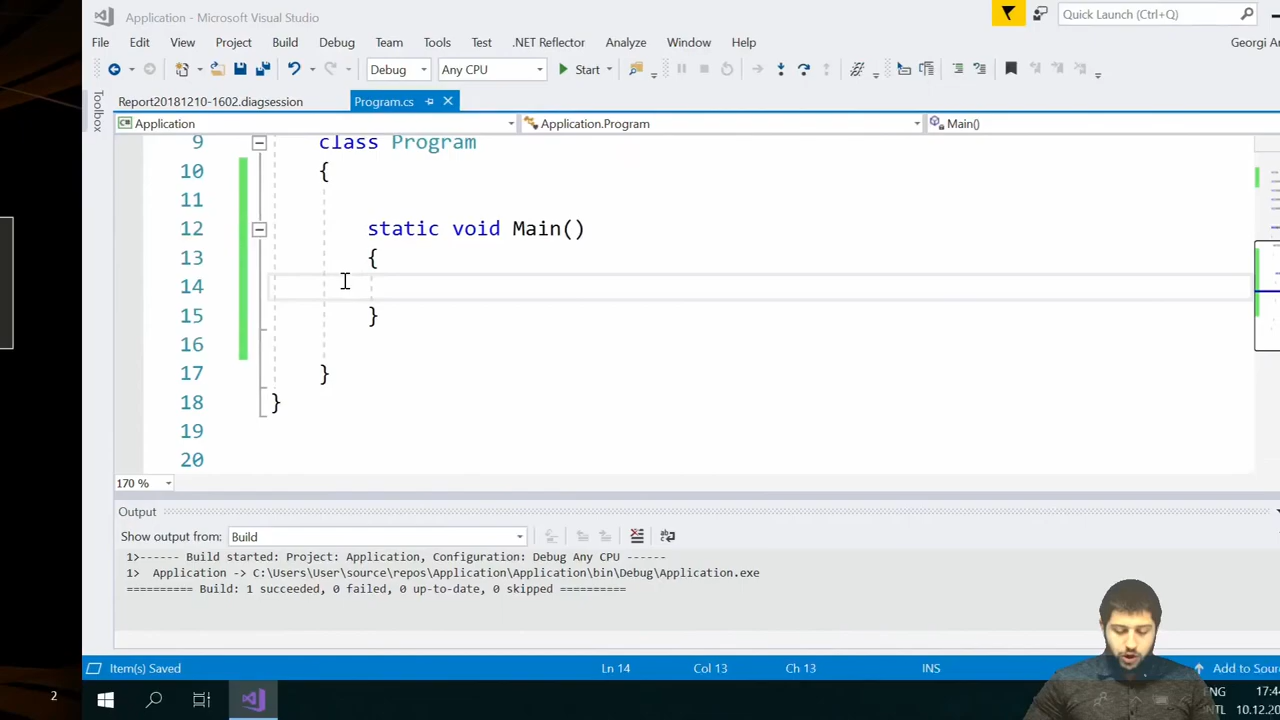 Application - Microsoft Visual Studio
Quick Launch (Ctrl+Q)
File Edit View Project Build Debug Team Tools Test .NET Reflector Analyze Window Help
Georgi
Debug Any CPU Start
Toolbox
Report20181210-1602.diagsession Program.cs
Application Application.Program Main()
9 class Program
10 {
11
12 static void Main()
13 {
14
15 }
16
17 }
18 }
19
20
170 %
Output
Show output from: Build
1>------ Build started: Project: Application, Configuration: Debug Any CPU ------
1> Application -> C:\Users\User\source\repos\Application\Application\bin\Debug\Application.exe
========== Build: 1 succeeded, 0 failed, 0 up-to-date, 0 skipped ==========
Item(s) Saved Ln 14 Col 13 Ch 13 INS Add to
2
ENG 17:4
10.12.20